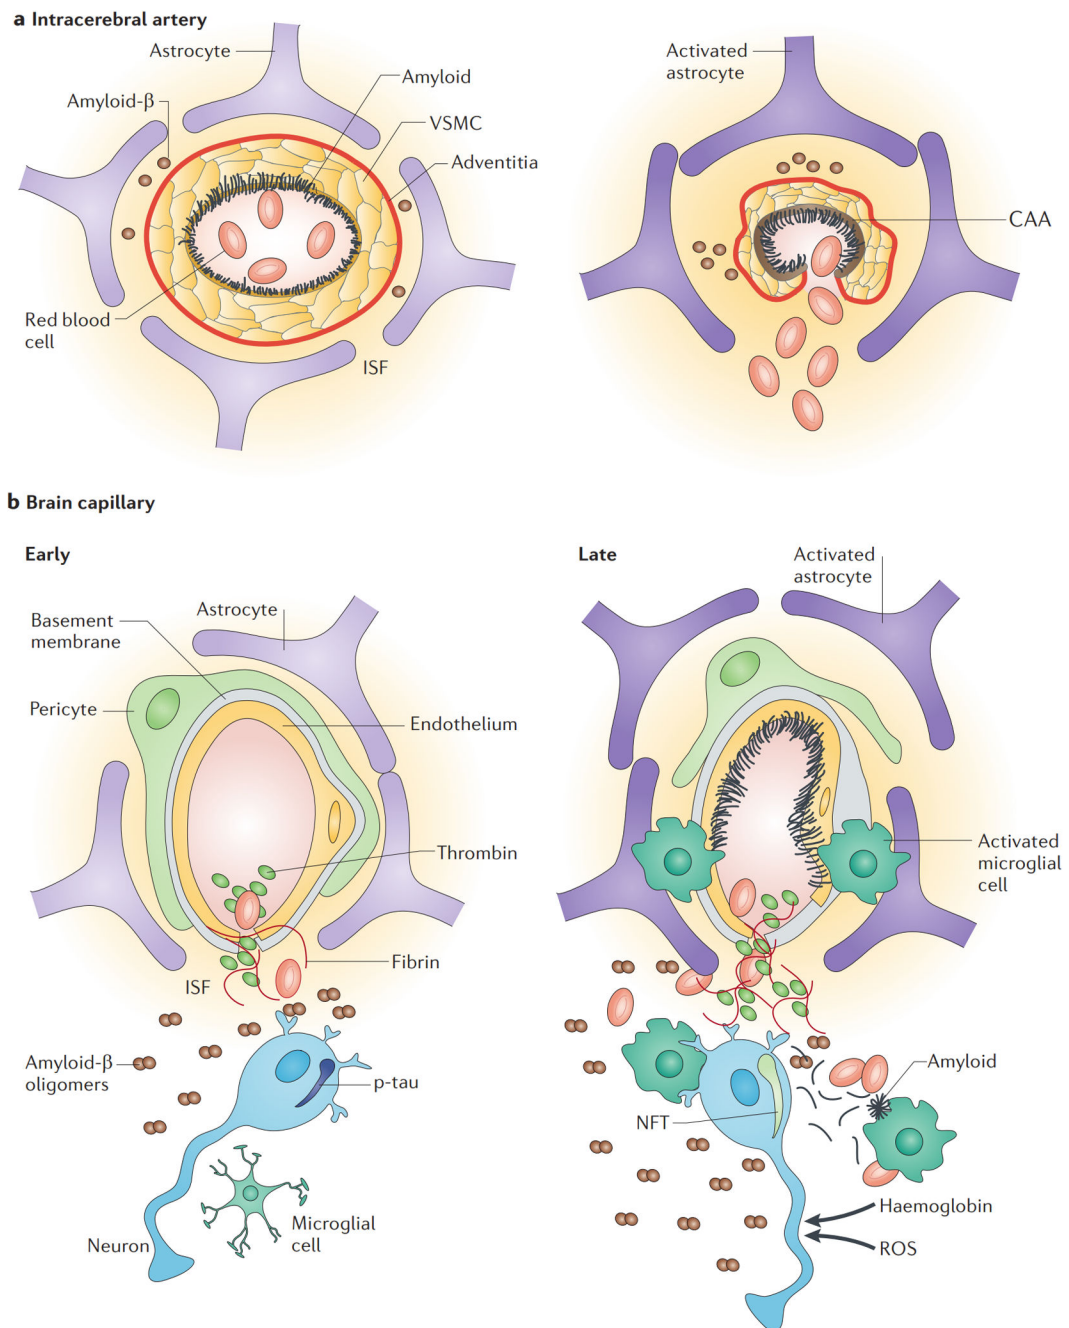 a Intracerebral artery
Astrocyte
Amyloid-β
Amyloid
VSMC
Adventitia
Red blood
cell
ISF
Activated
astrocyte
CAA
b Brain capillary
Early
Basement
membrane
Astrocyte
Pericyte
Endothelium
Thrombin
Fibrin
ISF
Amyloid-β
oligomers
p-tau
Neuron
Microglial
cell
Late
Activated
astrocyte
Activated
microglial
cell
Amyloid
NFT
Haemoglobin
ROS